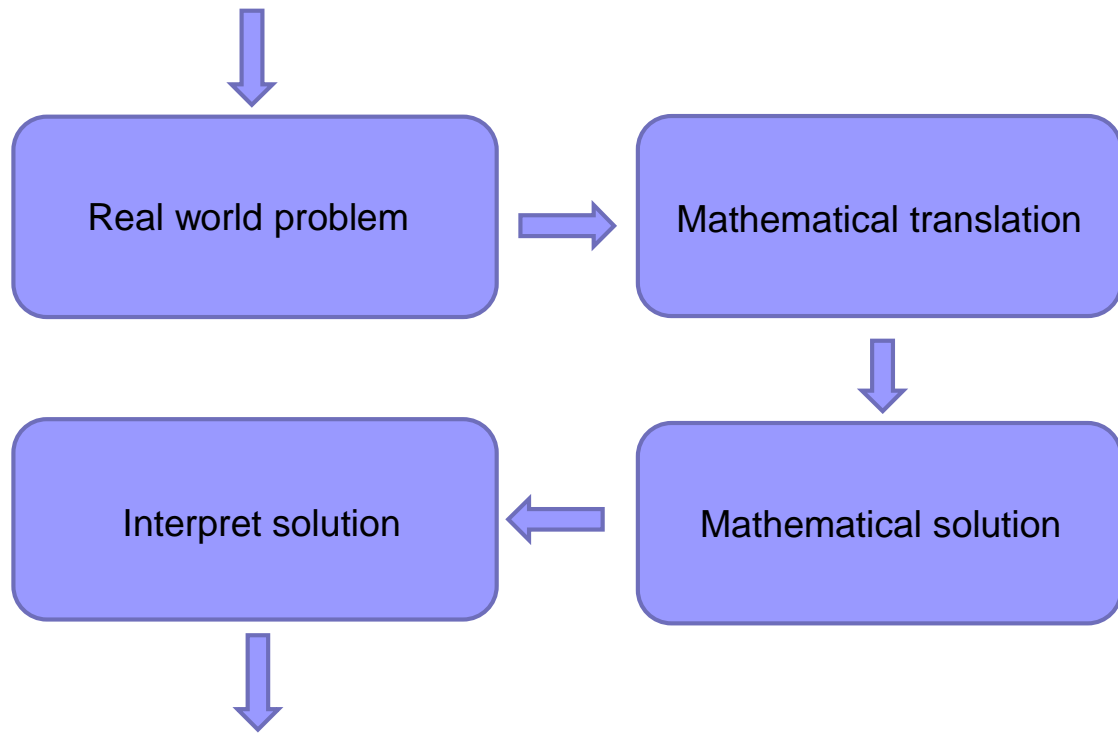 Real world problem
Mathematical translation
Interpret solution
Mathematical solution